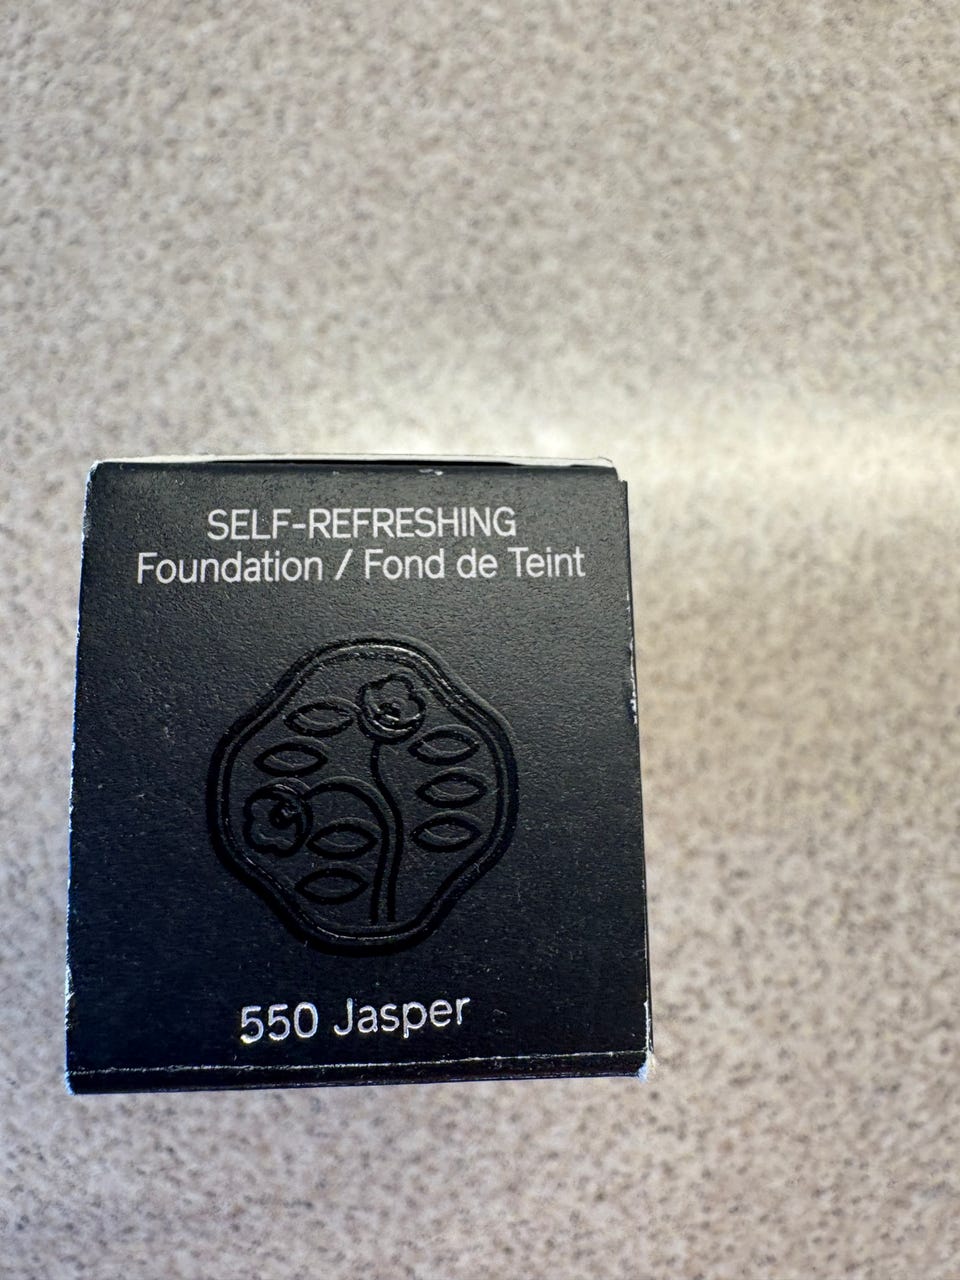 SELF-REFRESHING
Foundation / Fond de Teint
550 Jasper